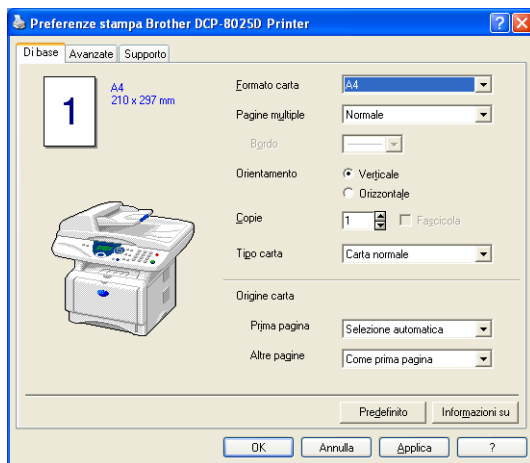 Preferenze stampa Brother DCP-8025D Printer
Di base Avanzate Supporto
1
A4
210 x 297 mm
Formato carta A4
Pagine multiple Normale
Bordo
Orientamento Verticale
Orizzontale
Copie 1 Fascicola
Tipo carta Carta normale
Origine carta
Prima pagina Selezione automatica
Altre pagine Come prima pagina
Predefinito Informazioni su
OK Annulla Applica ?